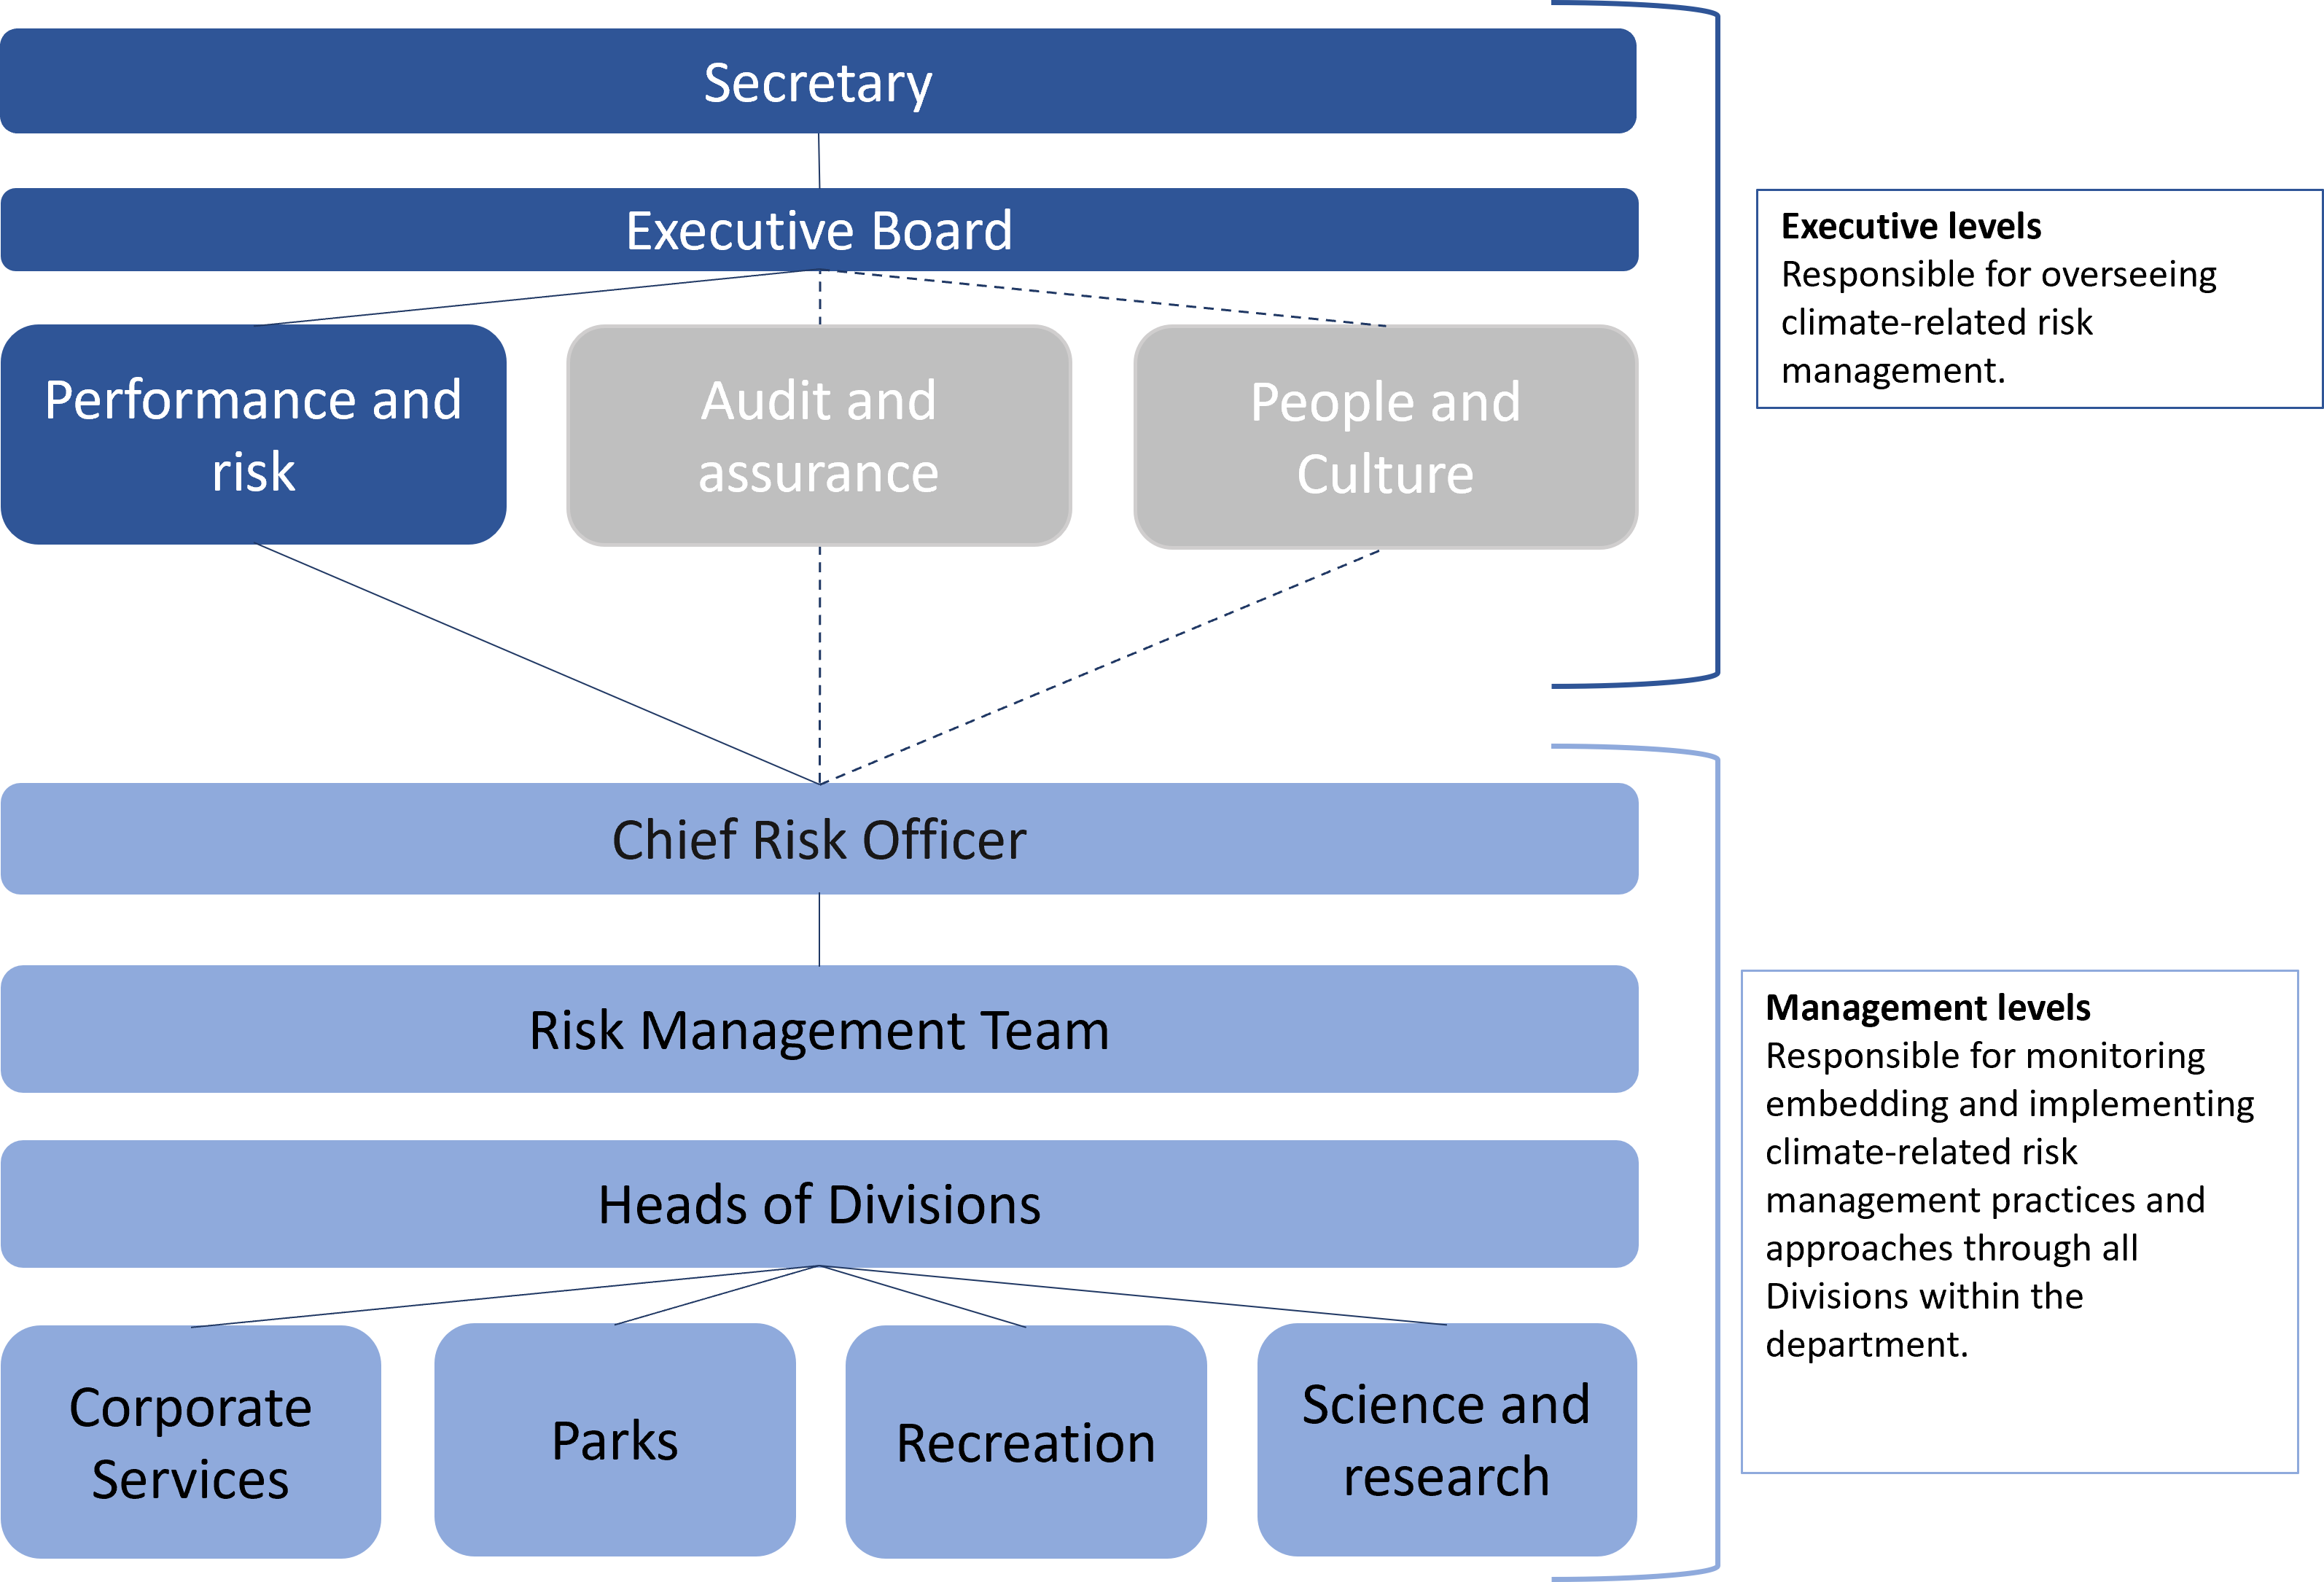 Secretary
Executive Board
Performance and
risk
Audit and
assurance
People and
Culture
Executive levels
Responsible for overseeing
climate-related risk
management.
Chief Risk Officer
Risk Management Team
Heads of Divisions
Corporate
Services
Parks
Recreation
Science and
research
Management levels
Responsible for monitoring
embedding and implementing
climate-related risk
management practices and
approaches through all
Divisions within the
department.